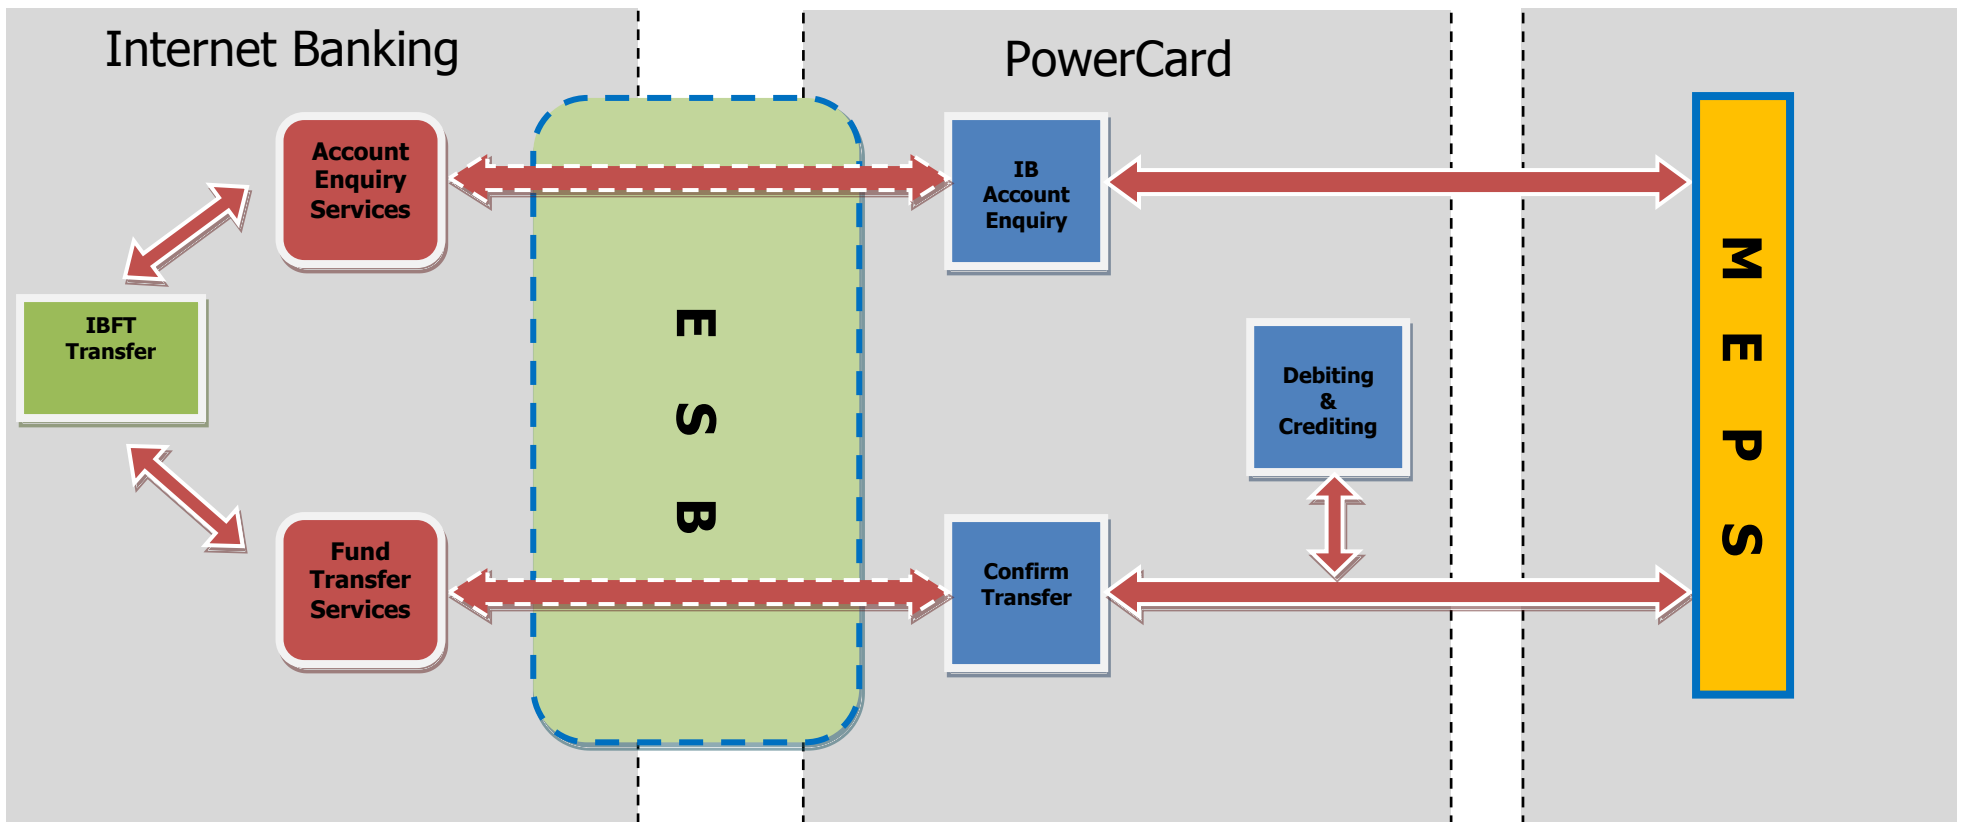 Internet Banking
PowerCard
Account
Enquiry
Services
IB
Account
Enquiry
IBFT
Transfer
E S B
Debiting
&
Crediting
M E P S
Fund
Transfer
Services
Confirm
Transfer